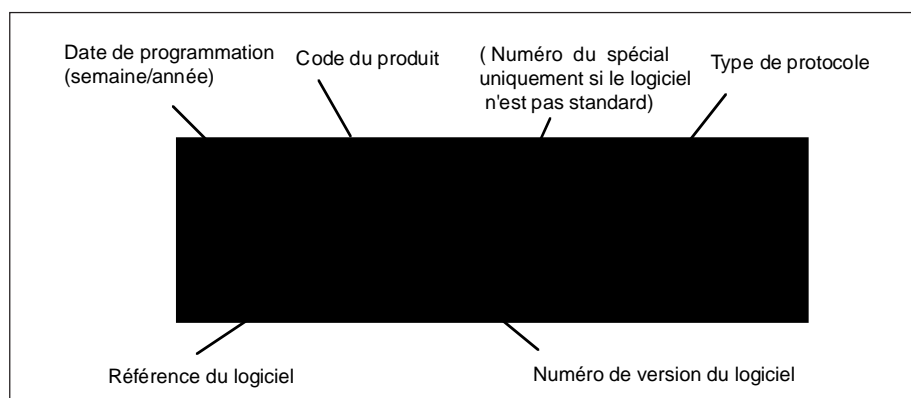 Date de programmation
(semaine/année)
Code du produit
( Numéro du spécial
uniquement si le logiciel
n'est pas standard)
Type de protocole
Référence du logiciel
Numéro de version du logiciel